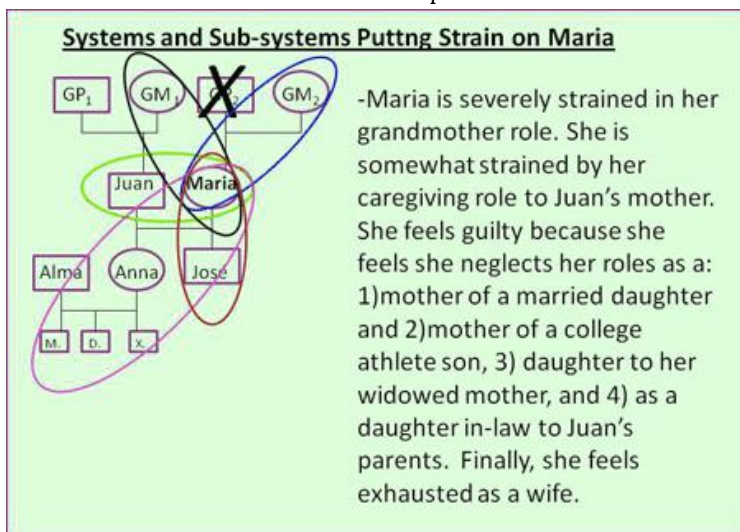 Systems and Sub-systems Puttng Strain on Maria
GP1 GM1 GP2 GM2
Juan Maria
Alma Anna Jose
M. D. X.
-Maria is severely strained in her
grandmother role. She is
somewhat strained by her
caregiving role to Juan's mother.
She feels guilty because she
feels she neglects her roles as a:
1)mother of a married daughter
and 2)mother of a college
athlete son, 3) daughter to her
widowed mother, and 4) as a
daughter in-law to Juan's
parents. Finally, she feels
exhausted as a wife.